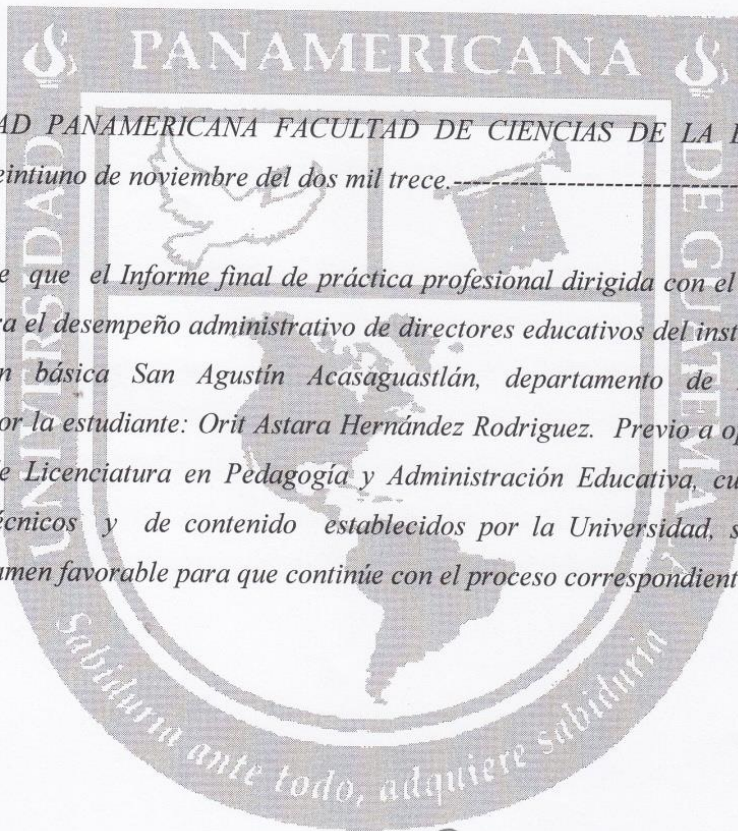 PANAMERICANA
UNIVERSIDAD
DE GUATEMALA
AD PANAMERICANA FACULTAD DE CIENCIAS DE LA
eintiuno de noviembre del dos mil trece.--------------------------------
e que el Informe final de práctica profesional dirigida con el
ra el desempeño administrativo de directores educativos del inst
n básica San Agustín Acasaguastlán, departamento de
or la estudiante: Orit Astara Hernández Rodriguez. Previo a o
e Licenciatura en Pedagogía y Administración Educativa, cu
écnicos y de contenido establecidos por la Universidad, s
amen favorable para que continúe con el proceso correspondient
Sabiduría ante todo, adquiere sabiduría